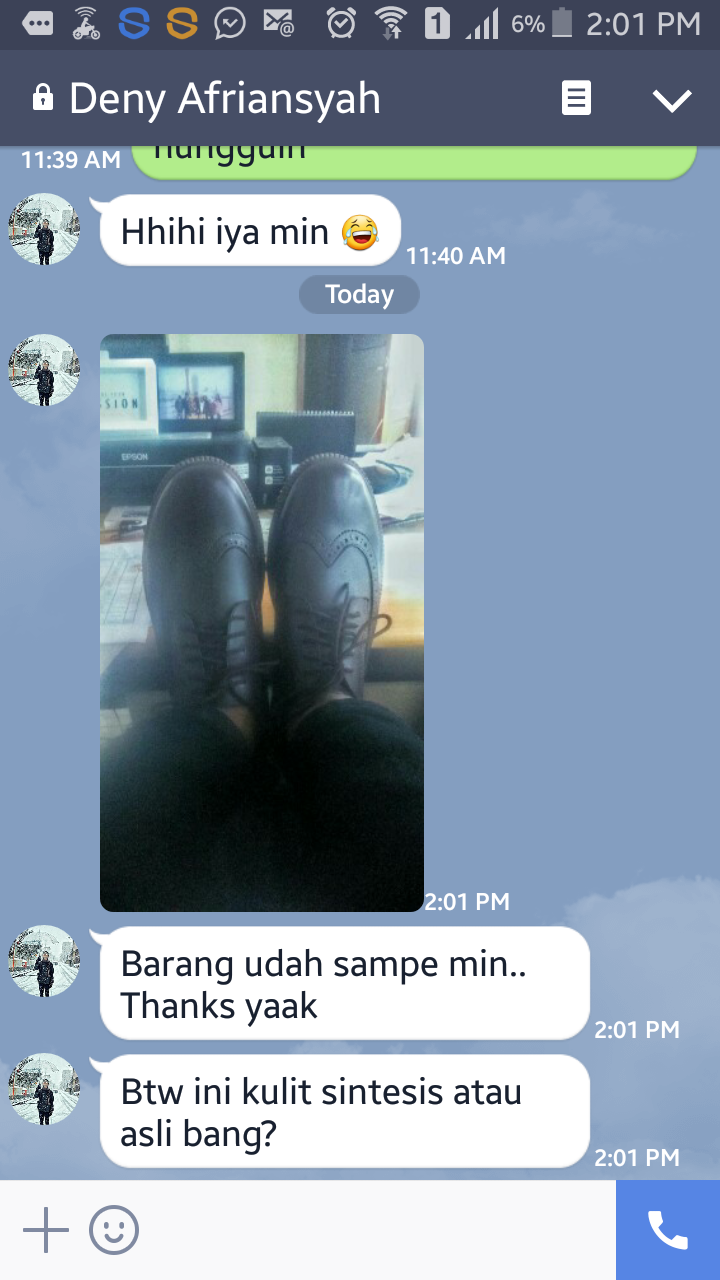 6% 2:01 PM
Deny Afriansyah
11:39 AM
nungguin
Hhihi iya min 😂
11:40 AM
Today
SION
EPSON
2:01 PM
Barang udah sampe min..
Thanks yaak
2:01 PM
Btw ini kulit sintesis atau
asli bang?
2:01 PM